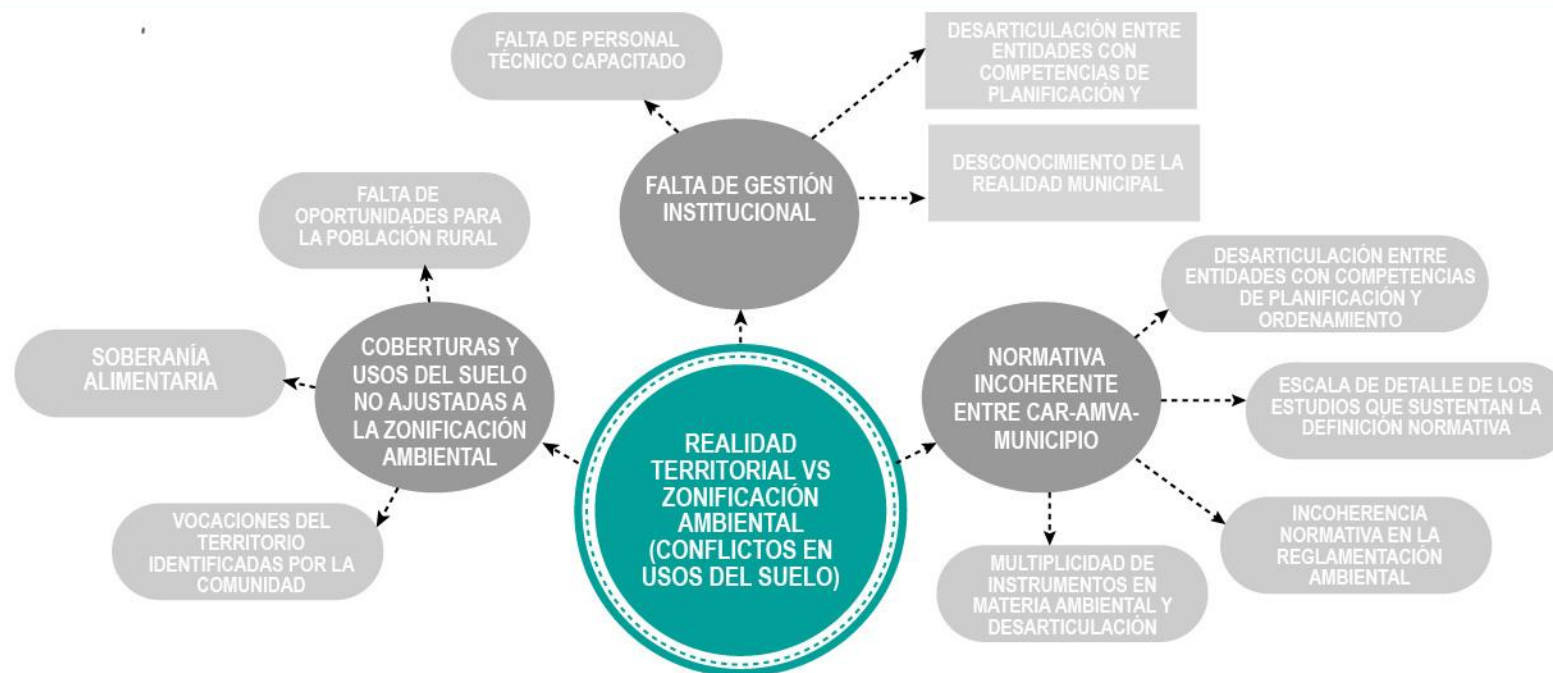 FALTA DE PERSONAL
TÉCNICO CAPACITADO
DESARTICULACIÓN ENTRE
ENTIDADES CON
COMPETENCIAS DE
PLANIFICACIÓN Y
DESCONOCIMIENTO DE LA
REALIDAD MUNICIPAL
FALTA DE GESTIÓN
INSTITUCIONAL
FALTA DE
OPORTUNIDADES PARA
LA POBLACIÓN RURAL
SOBERANÍA
ALIMENTARIA
COBERTURAS Y
USOS DEL SUELO
NO AJUSTADAS A
LA ZONIFICACIÓN
AMBIENTAL
VOCACIONES DEL
TERRITORIO
IDENTIFICADAS POR LA
COMUNIDAD
REALIDAD
TERRITORIAL VS
ZONIFICACIÓN
AMBIENTAL
(CONFLICTOS EN
USOS DEL SUELO)
NORMATIVA
INCOHERENTE
ENTRE CAR-AMVA-
MUNICIPIO
DESARTICULACIÓN ENTRE
ENTIDADES CON COMPETENCIAS
DE PLANIFICACIÓN Y
ORDENAMIENTO
ESCALA DE DETALLE DE LOS
ESTUDIOS QUE SUSTENTAN LA
DEFINICIÓN NORMATIVA
INCOHERENCIA
NORMATIVA EN LA
REGLAMENTACIÓN
AMBIENTAL
MULTIPLICIDAD DE
INSTRUMENTOS EN
MATERIA AMBIENTAL Y
DESARTICULACIÓN